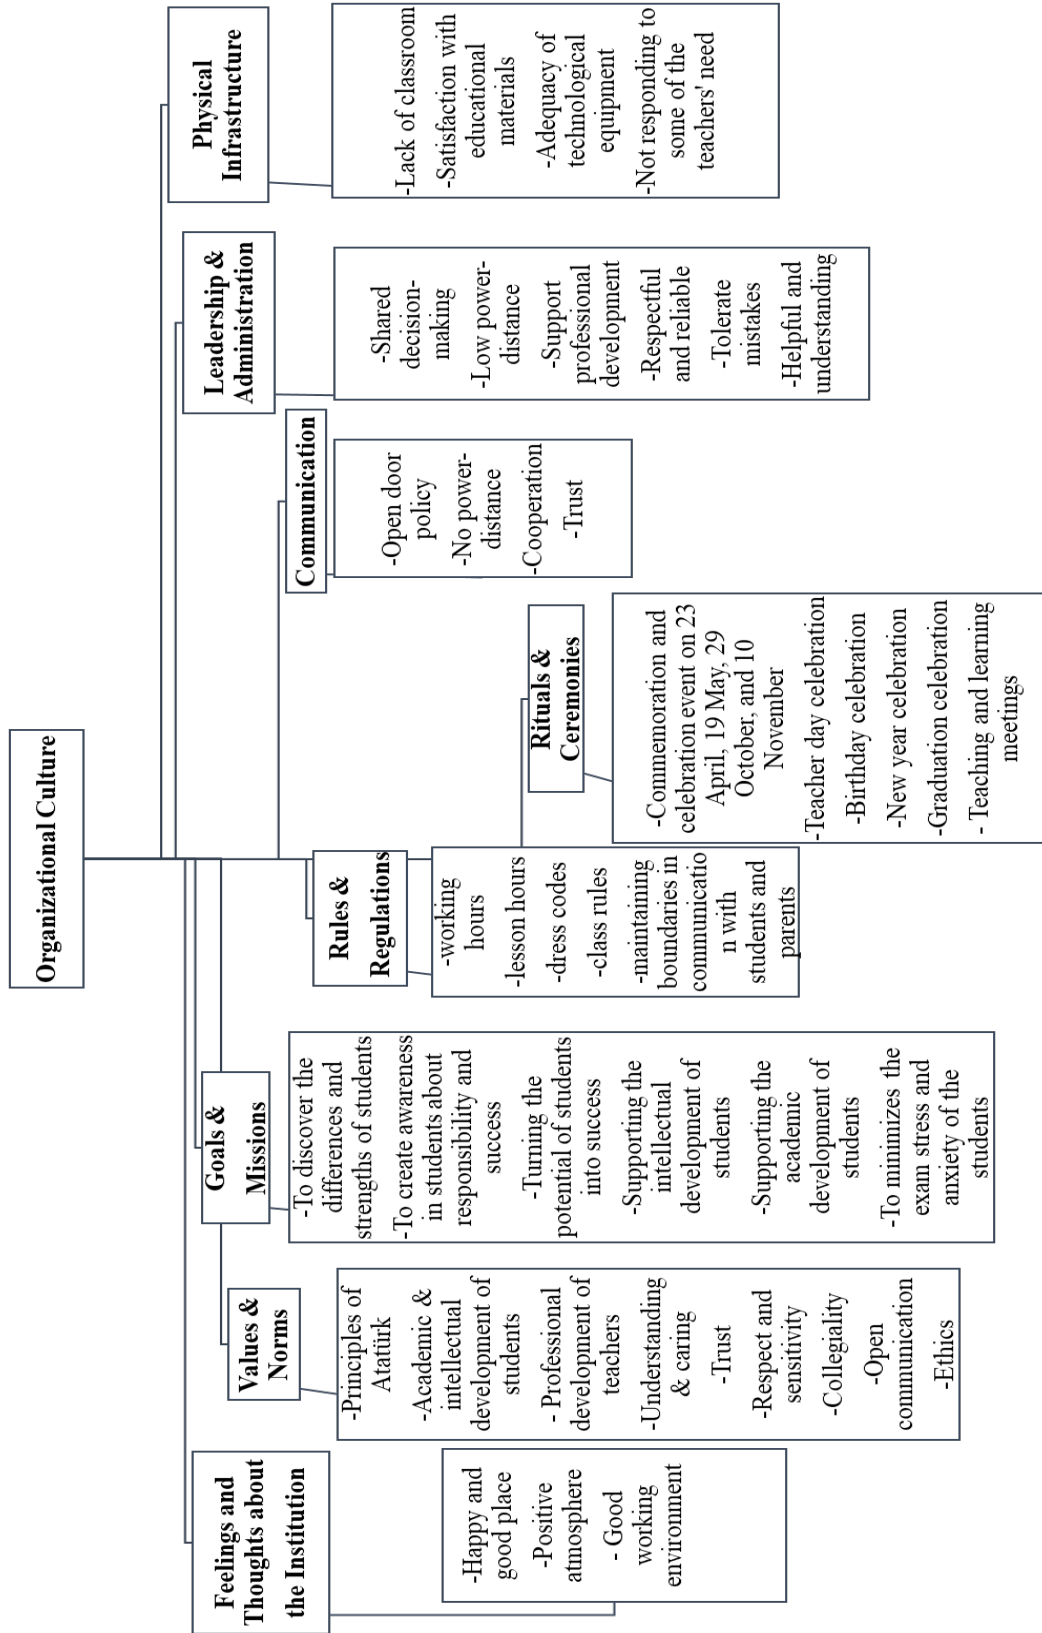 Organizational Culture
Feelings and
Thoughts about
the Institution
-Happy and
good place
-Positive
atmosphere
- Good
working
environment
Values &
Norms
-Principles of
Atatürk
-Academic &
intellectual
development of
students
- Professional
development of
teachers
-Understanding
& caring
-Trust
-Respect and
sensitivity
-Collegiality
-Open
communication
-Ethics
Goals &
Missions
-To discover the
differences and
strengths of students
-To create awareness
in students about
responsibility and
success
-Turning the
potential of students
into success
-Supporting the
intellectual
development of
students
-Supporting the
academic
development of
students
-To minimizes the
exam stress and
anxiety of the
students
Rules &
Regulations
-working
hours
-lesson hours
-dress codes
-class rules
-maintaining
boundaries in
communicatio
n with
students and
parents
Rituals &
Ceremonies
-Commemoration and
celebration event on 23
April, 19 May, 29
October, and 10
November
-Teacher day celebration
-Birthday celebration
-New year celebration
-Graduation celebration
- Teaching and learning
meetings
Communication
-Open door
policy
-No power-
distance
-Cooperation
-Trust
Leadership &
Administration
-Shared
decision-
making
-Low power-
distance
-Support
professional
development
-Respectful
and reliable
-Tolerate
mistakes
-Helpful and
understanding
Physical
Infrastructure
-Lack of classroom
-Satisfaction with
educational
materials
-Adequacy of
technological
equipment
-Not responding to
some of the
teachers' need